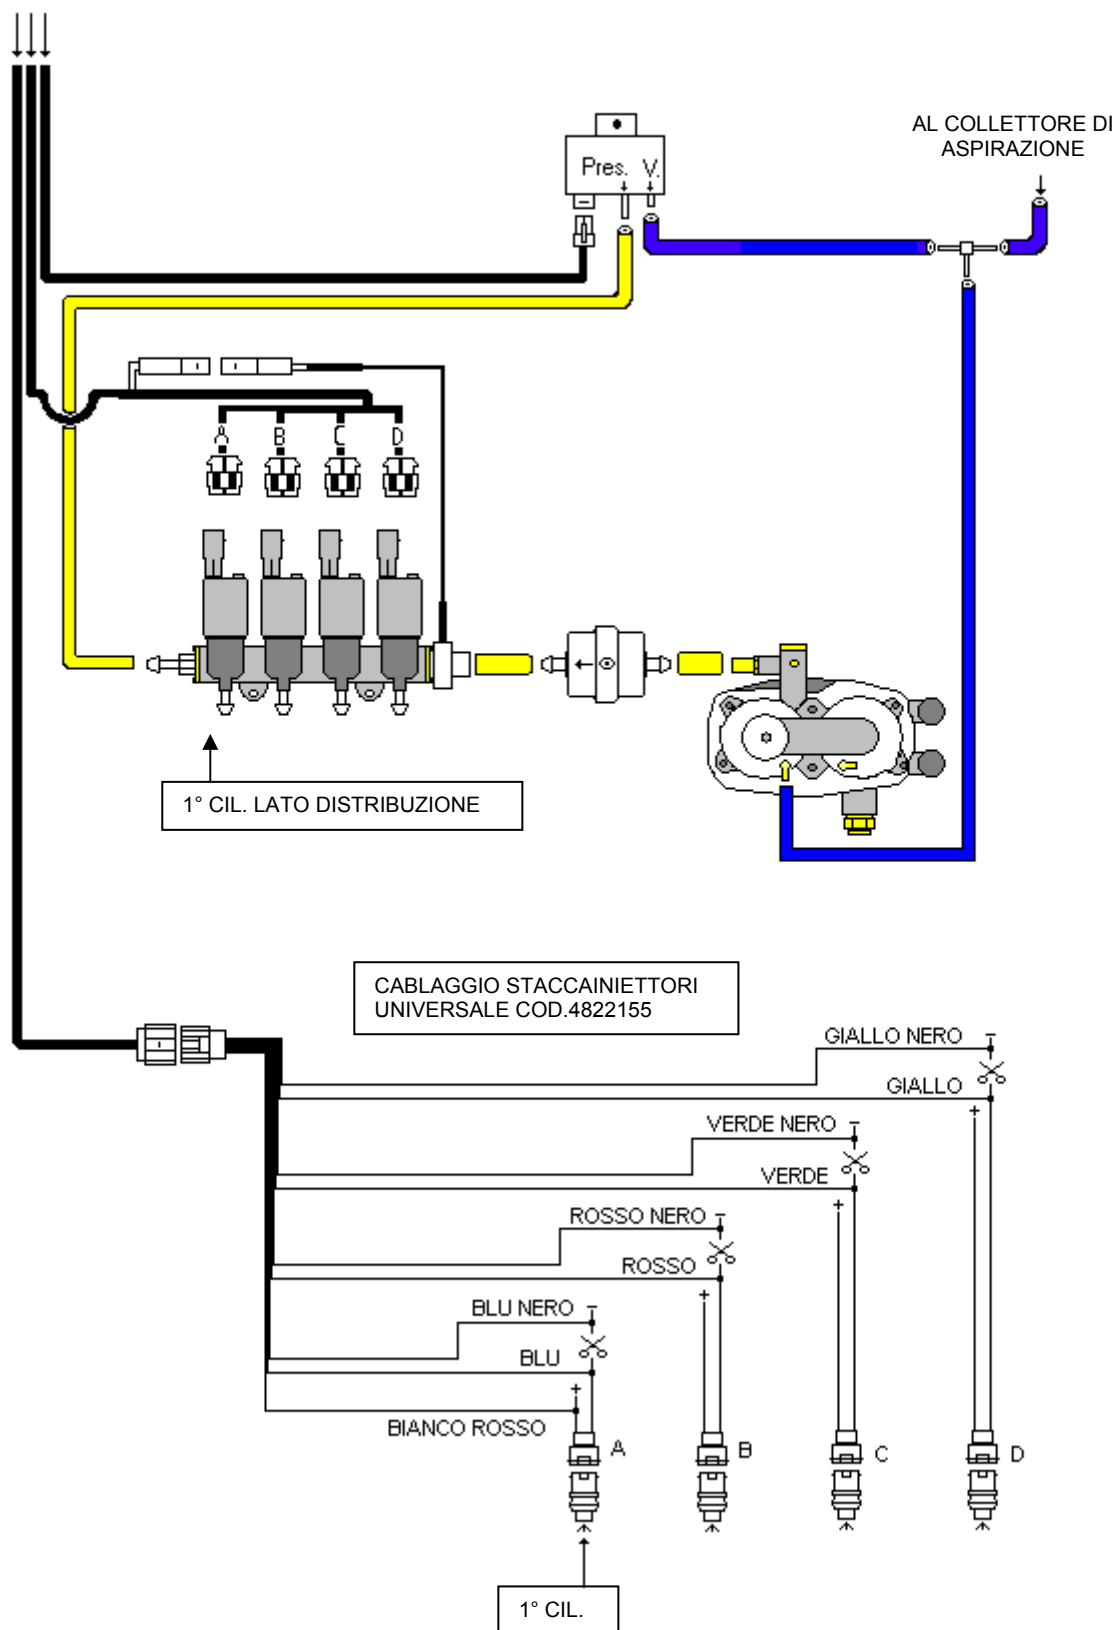 AL COLLETTORE DI
ASPIRAZIONE
Pres. V.
A B C D
1° CIL. LATO DISTRIBUZIONE
CABLAGGIO STACCAINIETTORI
UNIVERSALE COD.4822155
GIALLO NERO -
GIALLO
+
VERDE NERO -
VERDE
+
ROSSO NERO -
ROSSO
+
BLU NERO -
BLU
+
BIANCO ROSSO
A B C D
1° CIL.